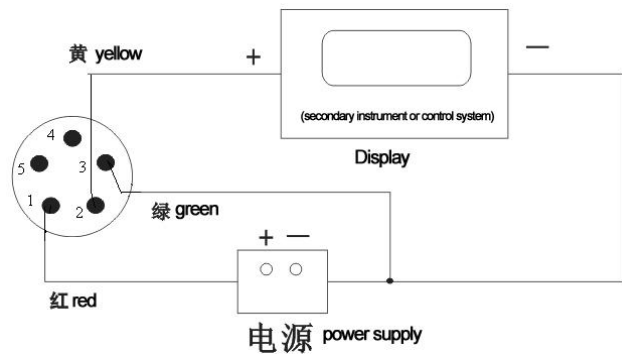 黄 yellow
+
—
(secondary instrument or control system)
Display
4
5
3
1
2
绿 green
+ —
红 red
电源 power supply